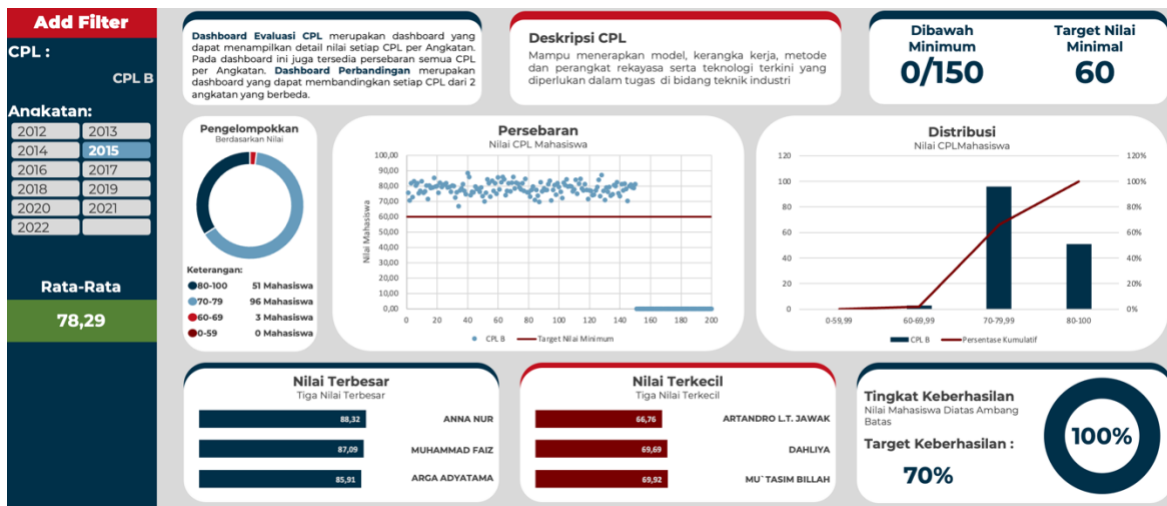 Add Filter
CPL :
CPL B
Angkatan:
2012 2013
2014 2015
2016 2017
2018 2019
2020 2021
2022
Rata-Rata
78,29
Dashboard Evaluasi CPL merupakan dashboard yang
dapat menampilkan detail nilai setiap CPL per Angkatan.
Pada dashboard ini juga tersedia persebaran semua CPL
per Angkatan. Dashboard Perbandingan merupakan
dashboard yang dapat membandingkan setiap CPL dari 2
angkatan yang berbeda.
Deskripsi CPL
Mampu menerapkan model, kerangka kerja, metode
dan perangkat rekayasa serta teknologi terkini yang
diperlukan dalam tugas di bidang teknik industri
Dibawah
Minimum
0/150
Target Nilai
Minimal
60
Pengelompokkan
Berdasarkan Nilai
Keterangan:
80-100 51 Mahasiswa
70-79 96 Mahasiswa
60-69 3 Mahasiswa
0-59 0 Mahasiswa
Persebaran
Nilai CPL Mahasiswa
Nilai Mahasiswa
100,00
90,00
80,00
70,00
60,00
50,00
40,00
30,00
20,00
10,00
0,00
0 20 40 60 80 100 120 140 160 180 200
CPL B Target Nilai Minimum
Distribusi
Nilai CPLMahasiswa
120 120%
100 100%
80 80%
60 60%
40 40%
20 20%
0 0%
0-59,99 60-69,99 70-79,99 80-100
CPL B Persentase Kumulatif
Nilai Terbesar
Tiga Nilai Terbesar
88,32 ANNA NUR
87,09 MUHAMMAD FAIZ
85,91 ARGA ADYATAMA
Nilai Terkecil
Tiga Nilai Terkecil
66,76 ARTANDRO L.T. JAWAK
69,69 DAHLIYA
69,92 MU`TASIM BILLAH
Tingkat Keberhasilan
Nilai Mahasiswa Diatas Ambang
Batas
Target Keberhasilan :
70%
100%